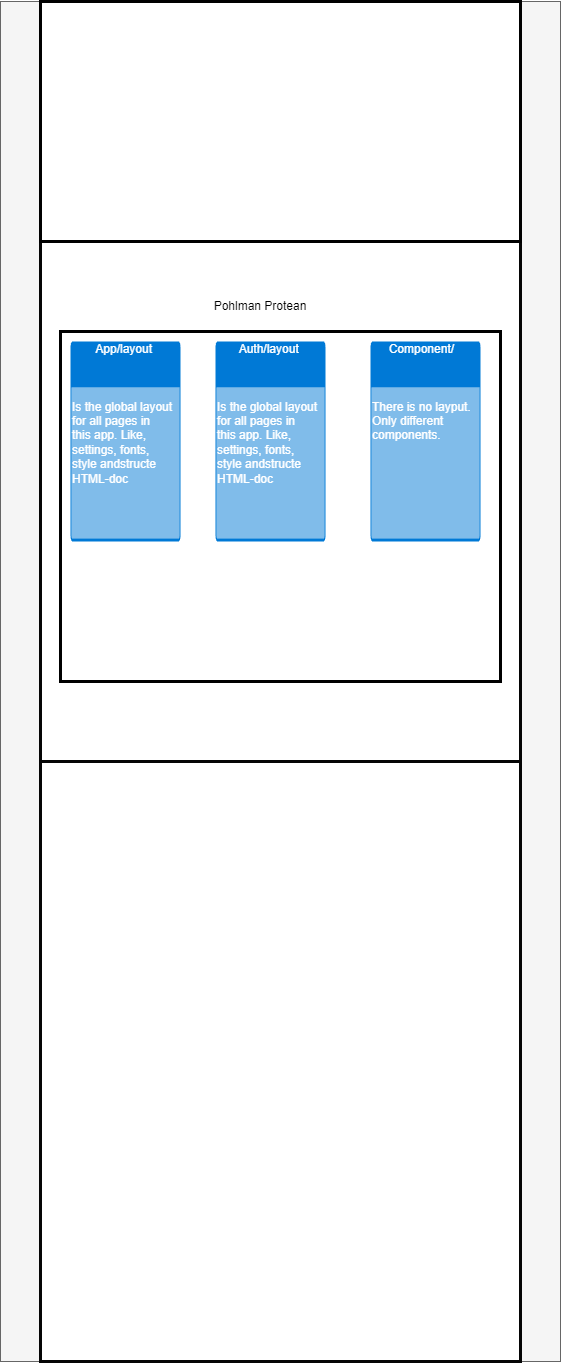 Pohlman Protean
App/layout
Is the global layout
for all pages in
this app. Like,
settings, fonts,
style andstructe
HTML-doc
Auth/layout
Is the global layout
for all pages in
this app. Like,
settings, fonts,
style andstructe
HTML-doc
Component/
There is no layput.
Only different
components.